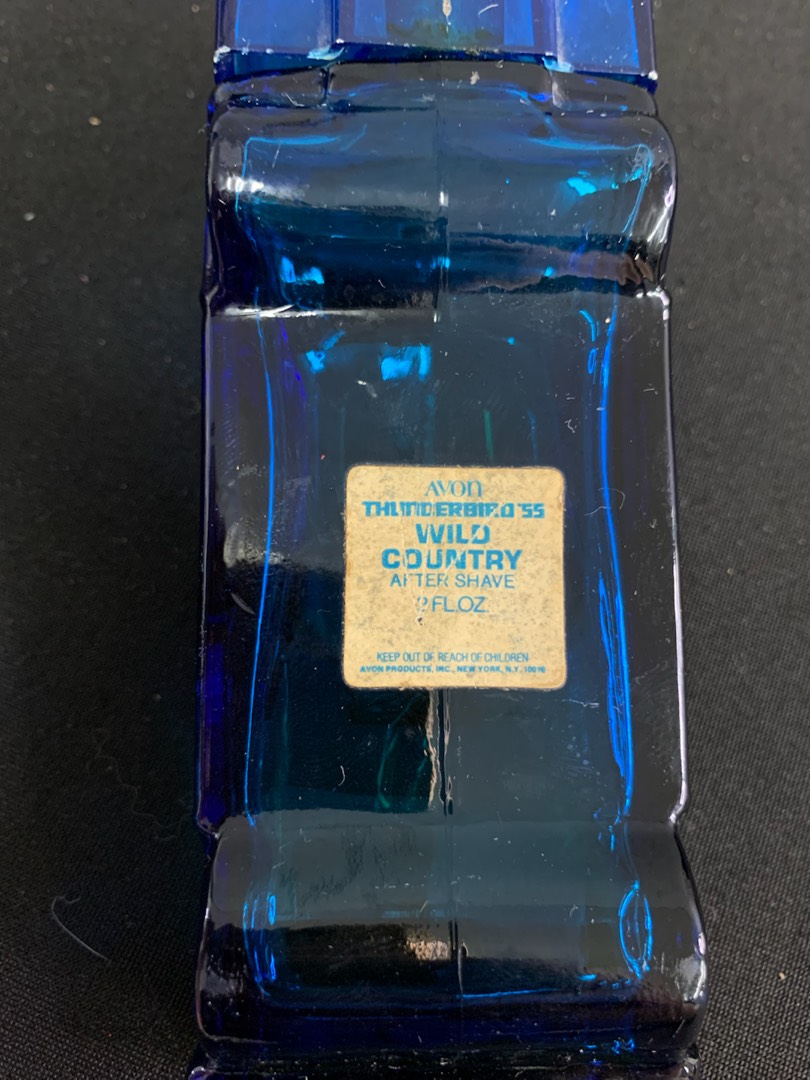 AVON
THUNDERBIRD '55
WILD
COUNTRY
AFTER SHAVE
2 FL.OZ.
KEEP OUT OF REACH OF CHILDREN
AVON PRODUCTS, INC., NEW YORK, N.Y. 10019